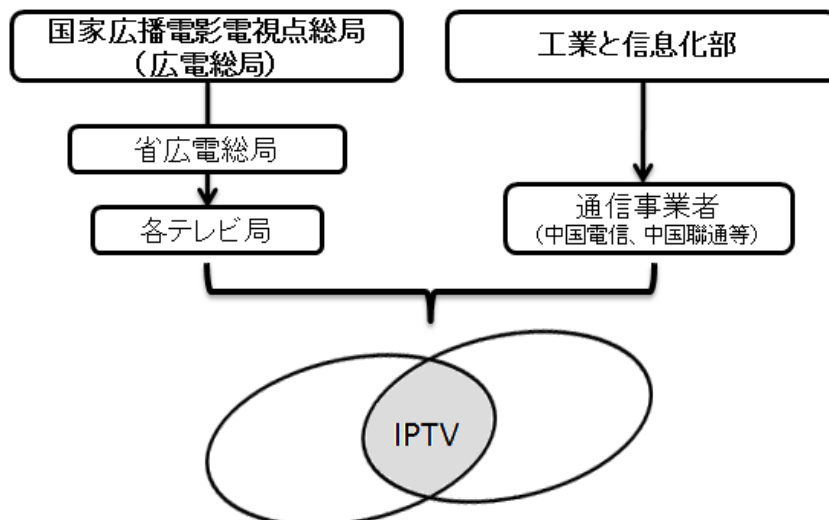 国家広播電影電視点総局
(広電総局)
工業と信息化部
省広電総局
各テレビ局
通信事業者
(中国電信、中国聯通等)
IPTV